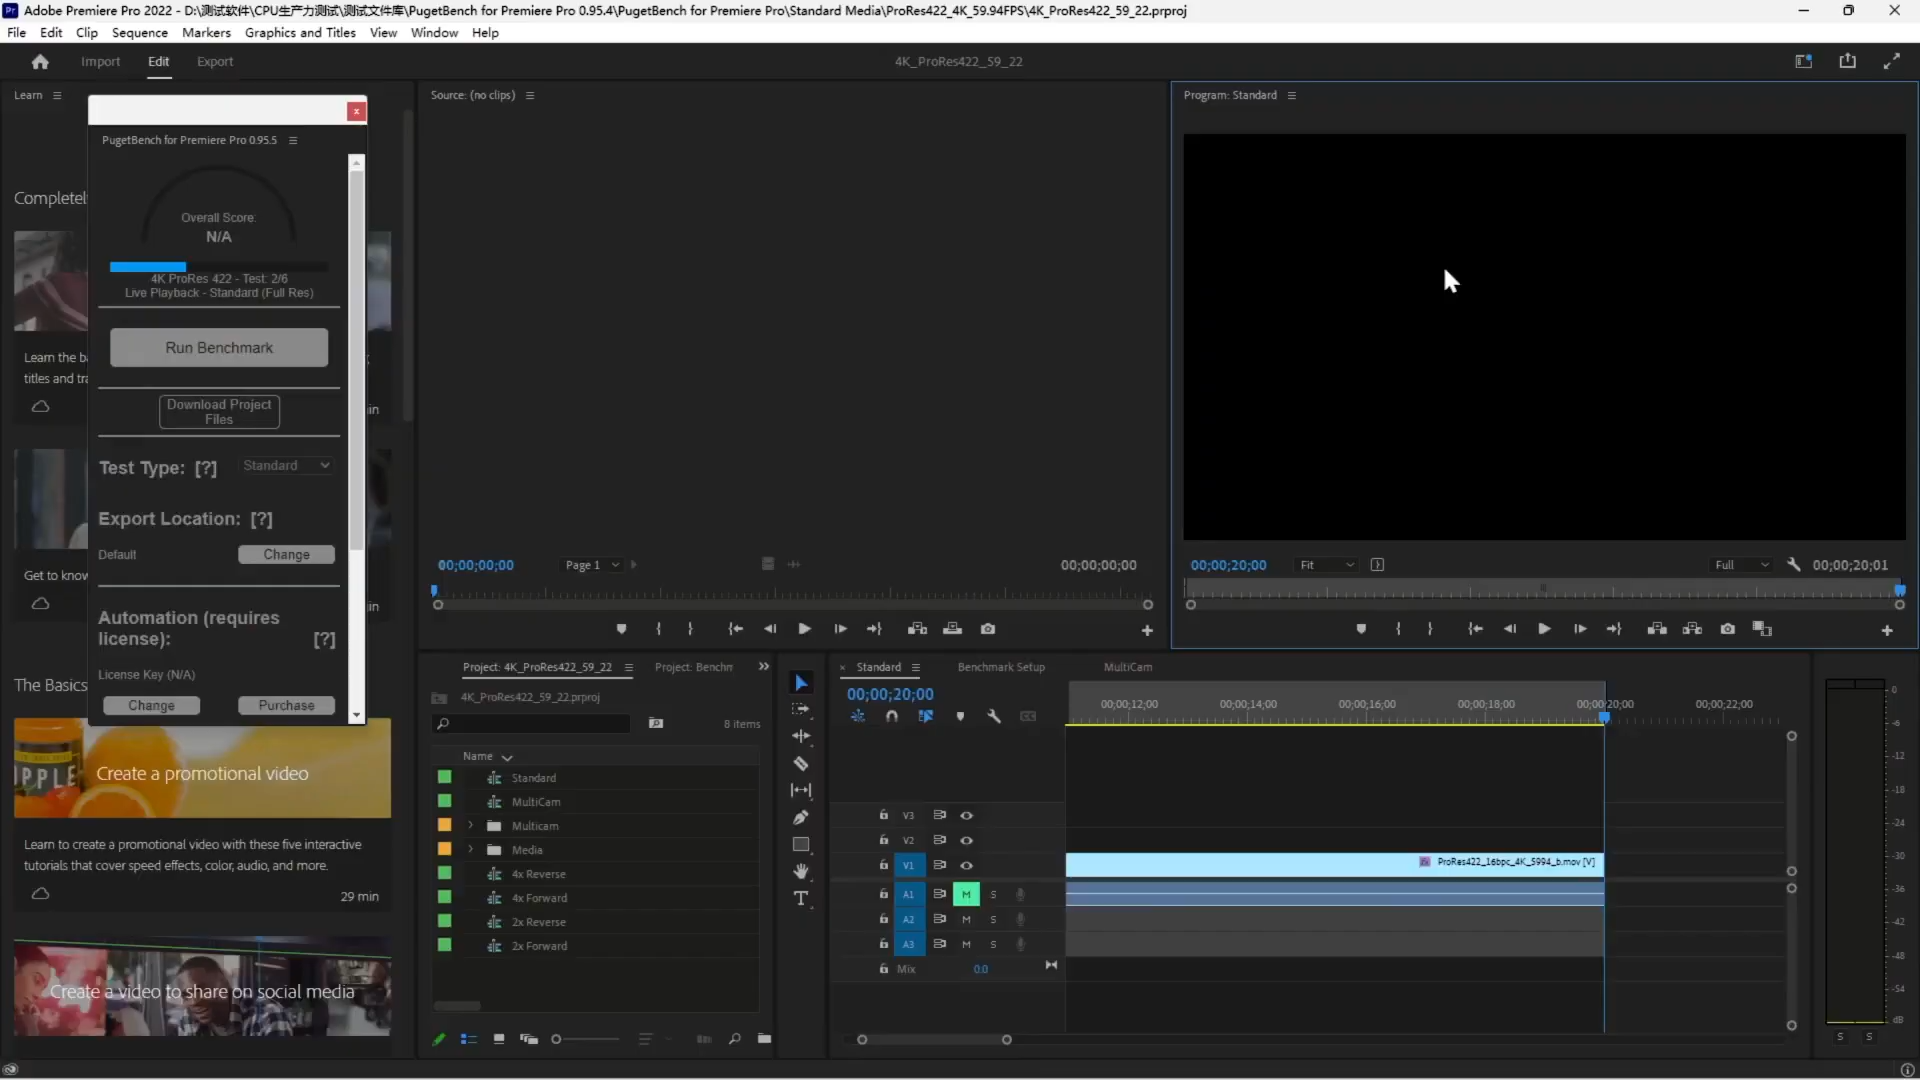 Adobe Premiere Pro 2022 - D:\测试软件\CPU生产力测试\测试文件库\PugetBench for Premiere Pro 0.95.4\PugetBench for Premiere Pro\Standard Media\ProRes422_4K_59.94FPS\4K_ProRes422_59_22.prproj
File Edit Clip Sequence Markers Graphics and Titles View Window Help
Import Edit Export
4K_ProRes422_59_22
Learn
PugetBench for Premiere Pro 0.95.5
Overall Score:
N/A
4K ProRes 422 - Test: 2/6
Live Playback - Standard (Full Res)
Run Benchmark
Download Project
Files
Test Type: [?] Standard
Export Location: [?]
Default Change
Automation (requires
license): [?]
License Key (N/A)
Change Purchase
Learn the
titles and
Get to know
The Basics
Create a promotional video
Learn to create a promotional video with these five interactive
tutorials that cover speed effects, color, audio, and more.
29 min
Create a video to share on social media
Source: (no clips)
00;00;00;00 Page 1 00;00;00;00
Program: Standard
00;00;20;00 Fit Full 00;00;20;01
Project: 4K_ProRes422_59_22 Project: Benchm
4K_ProRes422_59_22.prproj
8 items
Name
Standard
MultiCam
Multicam
Media
4x Reverse
4x Forward
2x Reverse
2x Forward
× Standard Benchmark Setup MultiCam
00;00;20;00
00;00;12;00 00;00;14;00 00;00;16;00 00;00;18;00 00;00;20;00 00;00;22;00
V3
V2
V1
ProRes422_16bpc_4K_5994_b.mov [V]
A1 M S
A2 M S
A3 M S
Mix 0.0
0
-6
-12
-18
-24
-30
-36
-42
-48
-54
dB
S S